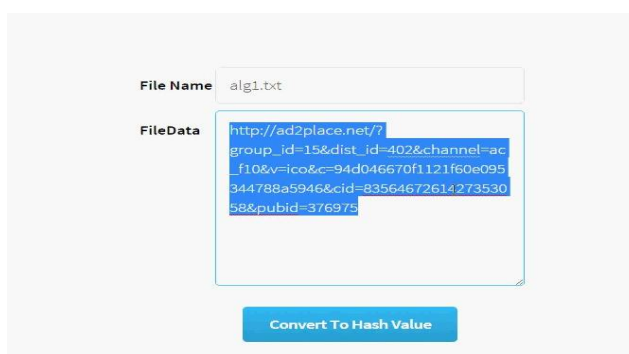 File Name alg1.txt
FileData http://ad2place.net/?
group_id=15&dist_id=402&channel=ac
_f10&v=ico&c=94d046670f1121f60e095
344788a5946&cid=83564672614273530
58&pubid=376975
Convert To Hash Value